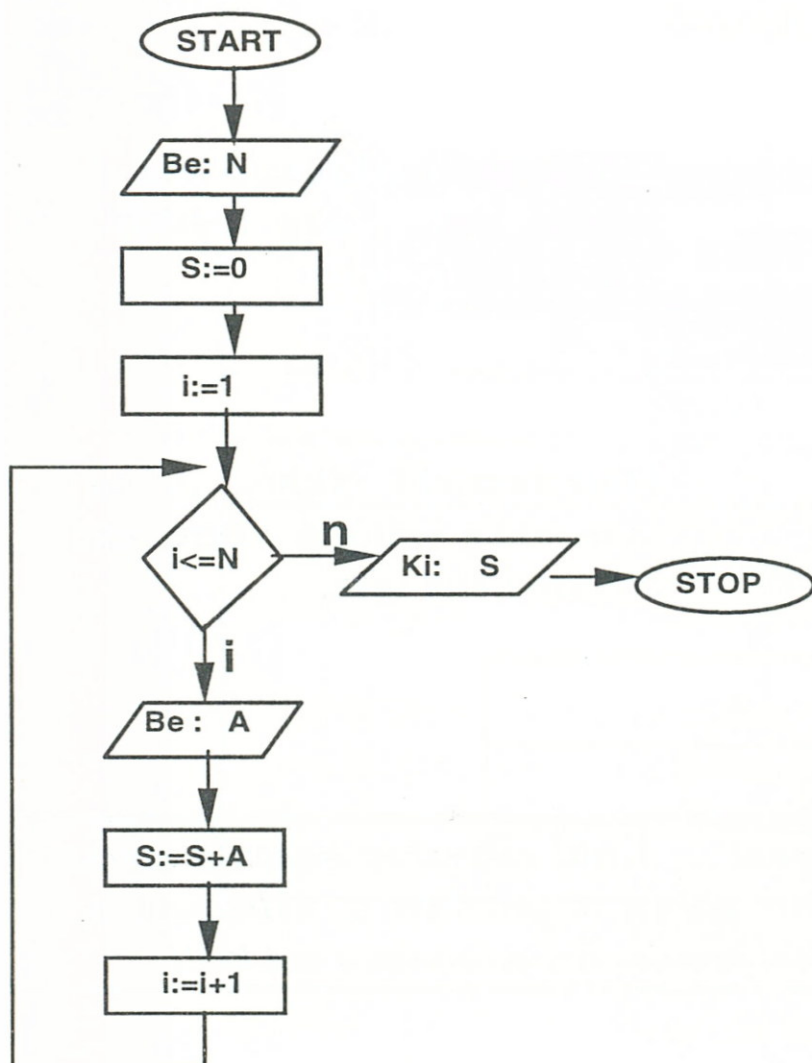 START
Be: N
S:=0
i:=1
i<=N
n
Ki: S
STOP
i
Be : A
S:=S+A
i:=i+1